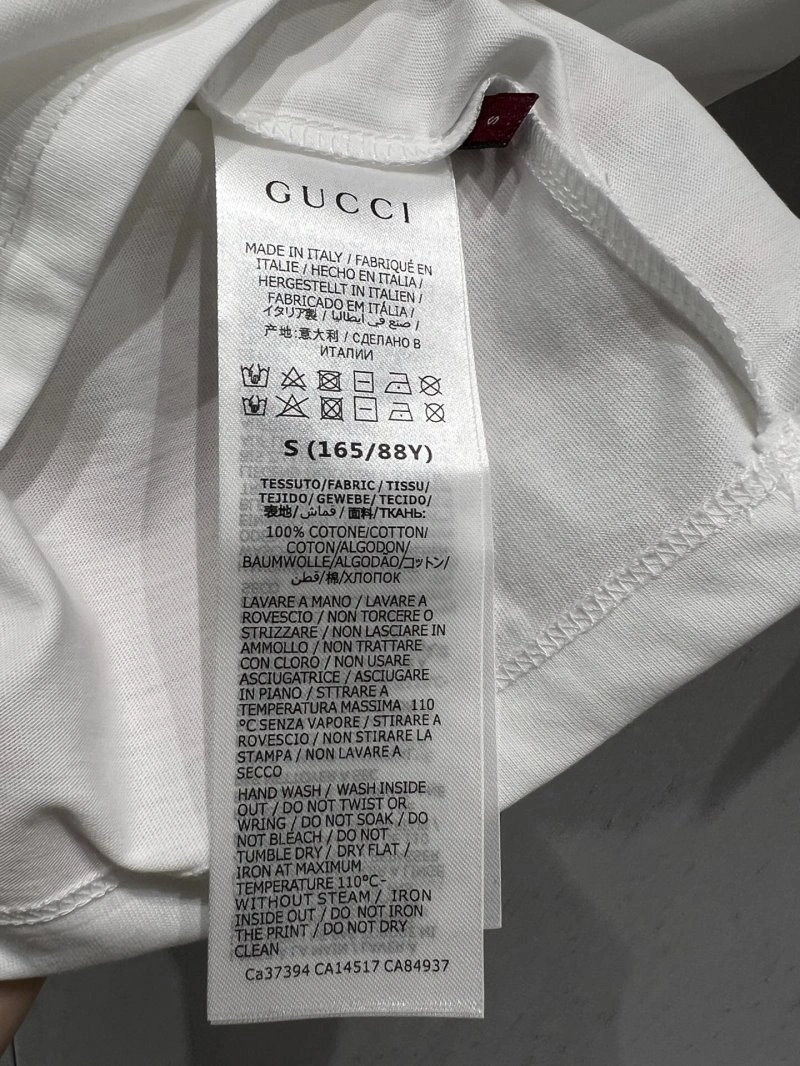 S
GUCCI
MADE IN ITALY / FABRIQUÉ EN
ITALIE / HECHO EN ITALIA /
HERGESTELLT IN ITALIEN /
FABRICADO EM ITÁLIA /
イタリア製 / صنع في إيطاليا /
产地:意大利 / СДЕЛАНО В
ИТАЛИИ
S (165/88Y)
TESSUTO/FABRIC / TISSU/
TEJIDO/ GEWEBE/ TECIDO/
表地/ قماش / 面料/ТКАНЬ:
100% COTONE/COTTON/
COTON/ALGODON/
BAUMWOLLE/ALGODÃO/コットン/
قطن/棉/ХЛОПОК
LAVARE A MANO / LAVARE A
ROVESCIO / NON TORCERE O
STRIZZARE / NON LASCIARE IN
AMMOLLO / NON TRATTARE
CON CLORO / NON USARE
ASCIUGATRICE / ASCIUGARE
IN PIANO / STTRARE A
TEMPERATURA MASSIMA 110
°C SENZA VAPORE / STIRARE A
ROVESCIO / NON STIRARE LA
STAMPA / NON LAVARE A
SECCO
HAND WASH / WASH INSIDE
OUT / DO NOT TWIST OR
WRING / DO NOT SOAK / DO
NOT BLEACH / DO NOT
TUMBLE DRY / DRY FLAT /
IRON AT MAXIMUM
TEMPERATURE 110°C-
WITHOUT STEAM / IRON
INSIDE OUT / DO NOT IRON
THE PRINT / DO NOT DRY
CLEAN
Ca37394 CA14517 CA84937